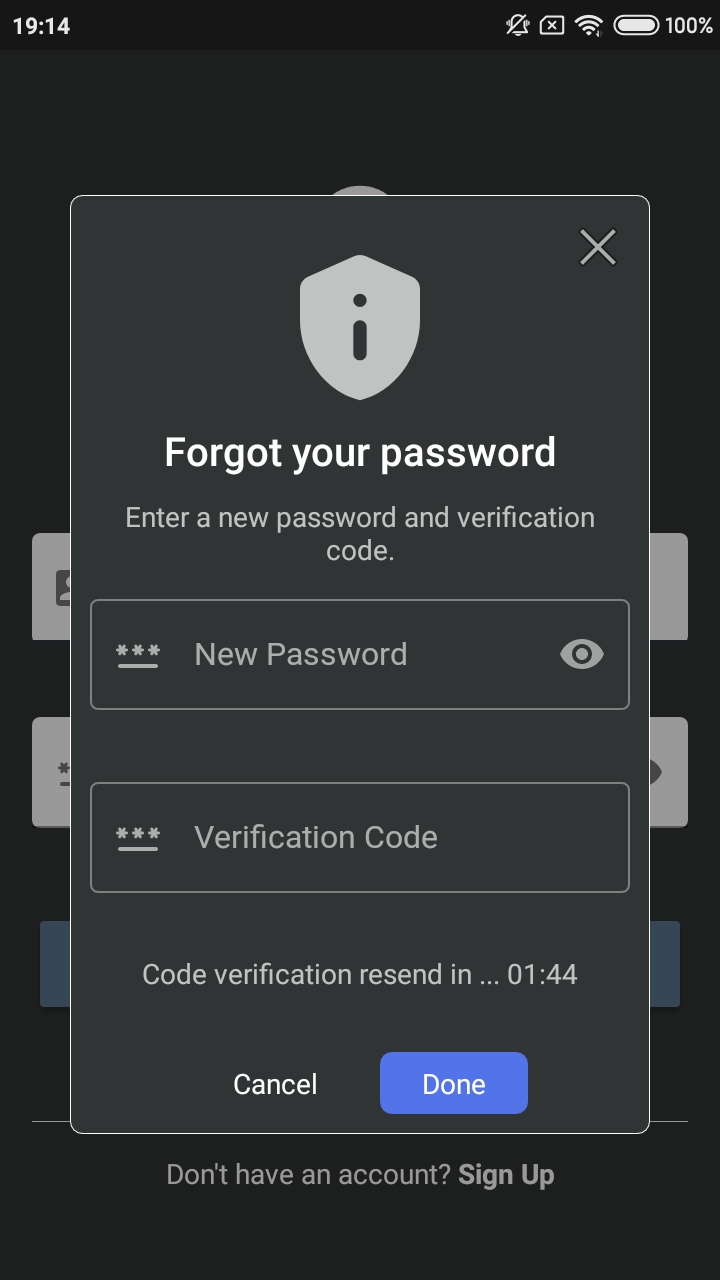 19:14
100%
Forgot your password
Enter a new password and verification
code.
*** New Password
*** Verification Code
Code verification resend in ... 01:44
Cancel
Done
Don't have an account? Sign Up